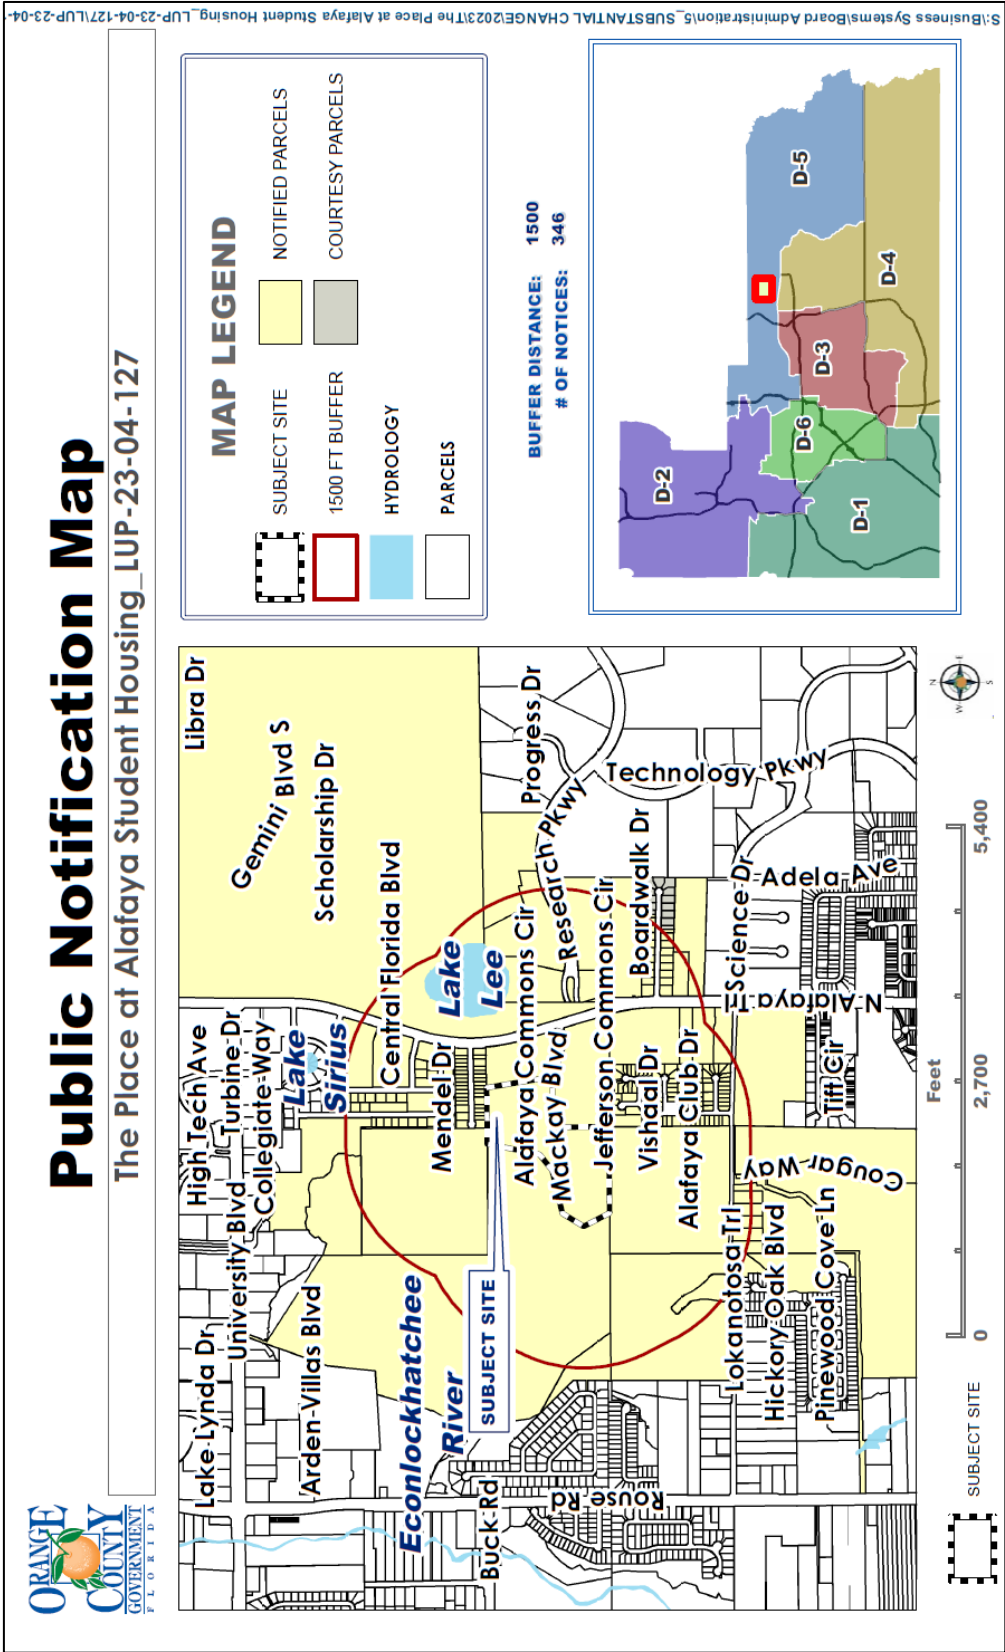 ORANGE
COUNTY
GOVERNMENT
FLORIDA
Public Notification Map
The Place at Alafaya Student Housing_LUP-23-04-127
Lake Lynda Dr
University Blvd
High Tech Ave
Turbine Dr
Collegiate Way
Libra Dr
Gemini Blvd S
Scholarship Dr
Arden Villas Blvd
Lake
Sirius
Central Florida Blvd
Mendel Dr
Lake
Lee
Econlockhatchee
River
SUBJECT SITE
Buck Rd
Rouse Rd
Alafaya Commons Cir
Mackay Blvd
Research Pkwy
Progress Dr
Jefferson Commons Cir
Technology Pkwy
Vishaal Dr
Boardwalk Dr
Alafaya Club Dr
Lokanotosa Trl
Science Dr
Hickory Oak Blvd
Adela Ave
Pinewood Cove Ln
Cougar Way
Tiff Cir
N Alafaya Trl
MAP LEGEND
SUBJECT SITE
NOTIFIED PARCELS
1500 FT BUFFER
COURTESY PARCELS
HYDROLOGY
PARCELS
BUFFER DISTANCE: 1500
# OF NOTICES: 346
D-2
D-5
D-6
D-3
D-1
D-4
SUBJECT SITE
Feet
0 2,700 5,400
N
W E
S
S:\Business Systems\Board Administration\5_SUBSTANTIAL CHANGE\2023\The Place at Alafaya Student Housing_LUP-23-04-127\LUP\LUP-23-04-